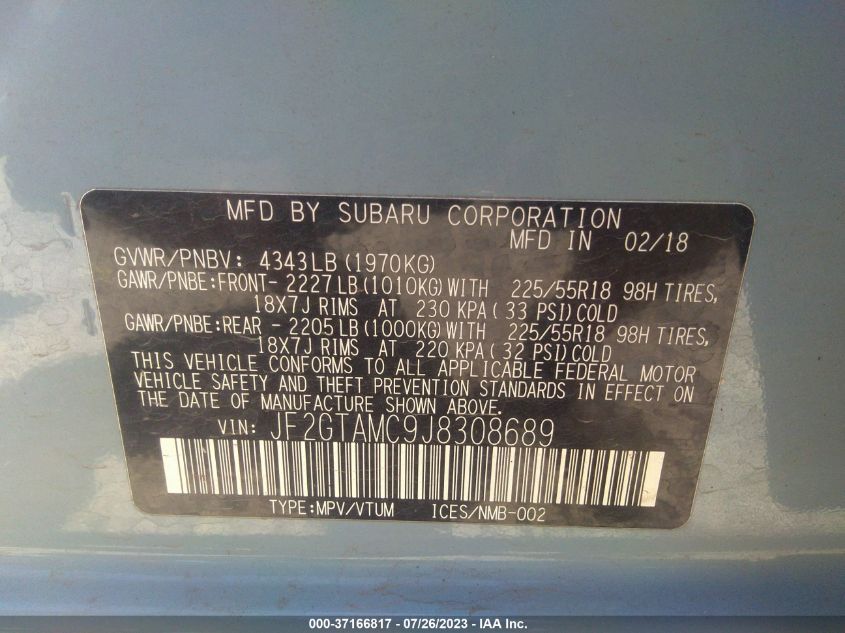 MFD BY SUBARU CORPORATION
MFD IN 02/18
GVWR/PNBV: 4343LB (1970KG)
GAWR/PNBE:FRONT- 2227 LB (1010KG) WITH 225/55R18 98H TIRES,
18X7J RIMS AT 230 KPA ( 33 PSI) COLD
GAWR/PNBE:REAR - 2205 LB (1000KG) WITH 225/55R18 98H TIRES,
18X7J RIMS AT 220 KPA ( 32 PSI) COLD
THIS VEHICLE CONFORMS TO ALL APPLICABLE FEDERAL MOTOR
VEHICLE SAFETY AND THEFT PREVENTION STANDARDS IN EFFECT ON
THE DATE OF MANUFACTURE SHOWN ABOVE.
VIN: JF2GTAMC9J8308689
TYPE:MPV/VTUM ICES/NMB-002
000-37166817 / 07/26/2023 - IAA Inc.